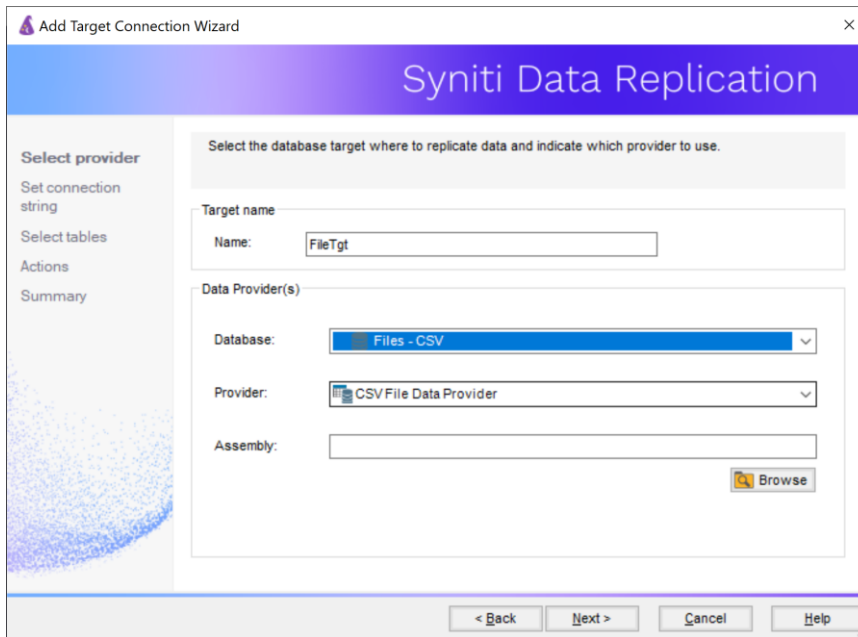 Add Target Connection Wizard
Syniti Data Replication
Select provider
Set connection
string
Select tables
Actions
Summary
Select the database target where to replicate data and indicate which provider to use.
Target name
Name: FileTgt
Data Provider(s)
Database: Files - CSV
Provider: CSV File Data Provider
Assembly:
Browse
< Back Next > Cancel Help